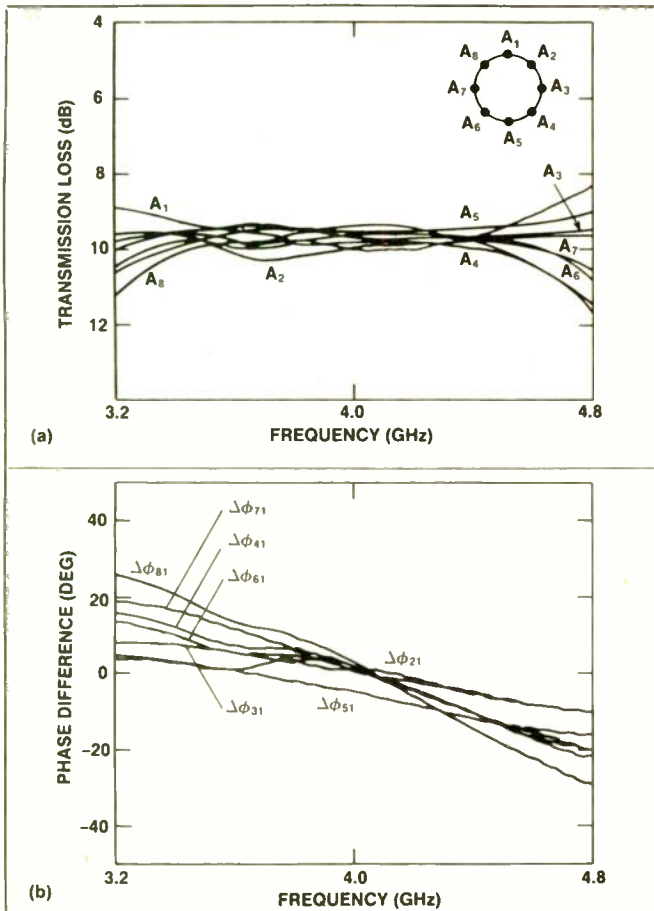 4
6
8
10
12
TRANSMISSION LOSS (dB)
A₁
A₂
A₃
A₄
A₅
A₆
A₇
A₈
A₁
A₈
A₂
A₅
A₄
A₃
A₇
A₆
3.2
4.0
4.8
(a)
FREQUENCY (GHz)
40
20
0
-20
-40
PHASE DIFFERENCE (DEG)
Δϕ₇₁
Δϕ₄₁
Δϕ₆₁
Δϕ₈₁
Δϕ₂₁
Δϕ₃₁
Δϕ₅₁
3.2
4.0
4.8
(b)
FREQUENCY (GHz)